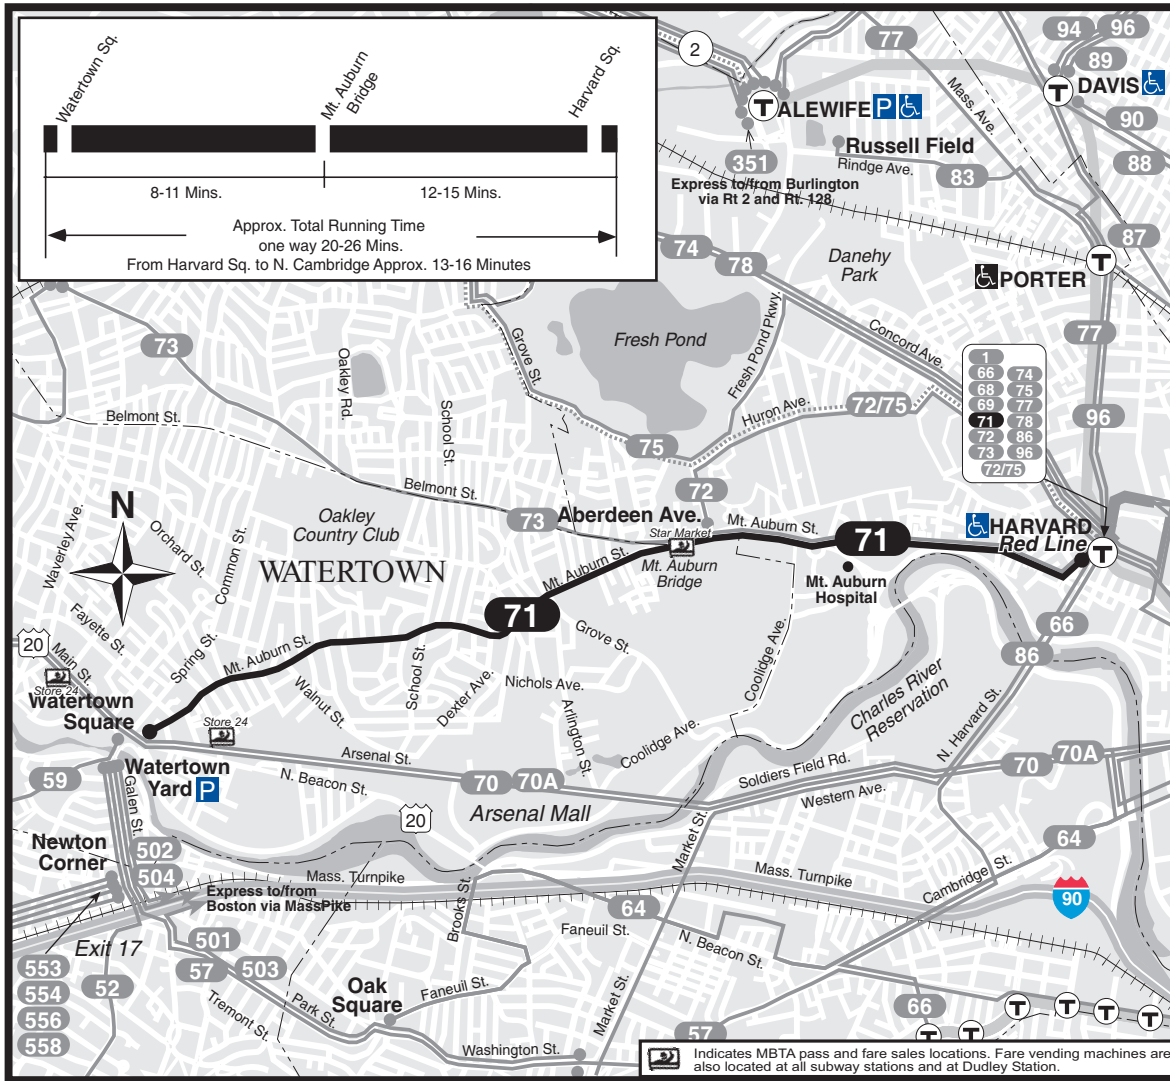 Watertown Sq.
Mt. Auburn
Bridge
Harvard Sq.
8-11 Mins.
12-15 Mins.
Approx. Total Running Time
one way 20-26 Mins.
From Harvard Sq. to N. Cambridge Approx. 13-16 Minutes
2
77
94
96
89
DAVIS
T
T
ALEWIFE
P
Mass. Ave.
90
88
351
Russell Field
Rindge Ave.
83
Express to/from Burlington
via Rt 2 and Rt. 128
74
78
87
Danehy
Park
T
PORTER
Fresh Pond
Fresh Pond Pkwy.
Grove St.
Concord Ave.
77
73
Oakley Rd.
School St.
Belmont St.
Huron Ave.
72/75
75
1
66
74
68
75
69
77
71
78
72
86
73
96
72/75
96
Belmont St.
72
73
Aberdeen Ave.
Star Market
Mt. Auburn St.
71
HARVARD
Red Line
T
Mt. Auburn
Bridge
Mt. Auburn
Hospital
N
Waverley Ave.
Orchard St.
Common St.
Oakley
Country Club
WATERTOWN
Mt. Auburn St.
71
Fayette St.
Spring St.
Mt. Auburn St.
Grove St.
Coolidge Ave.
66
86
20
Main St.
Store 24
Watertown
Square
Walnut St.
School St.
Dexter Ave.
Nichols Ave.
Arlington St.
Coolidge Ave.
Charles River
Reservation
N. Harvard St.
Store 24
Arsenal St.
59
Watertown
Yard
P
N. Beacon St.
70
70A
Soldiers Field Rd.
Western Ave.
70
70A
Galen St.
Arsenal Mall
20
Market St.
64
Newton
Corner
502
504
Mass. Turnpike
Mass. Turnpike
Cambridge St.
90
Express to/from
Boston via MassPike
Brooks St.
64
Faneuil St.
N. Beacon St.
Exit 17
501
57
503
553
554
556
558
52
Tremont St.
Park St.
Oak
Square
Faneuil St.
Market St.
66
57
T
T
T
T
T
T
Washington St.
Indicates MBTA pass and fare sales locations. Fare vending machines are
also located at all subway stations and at Dudley Station.